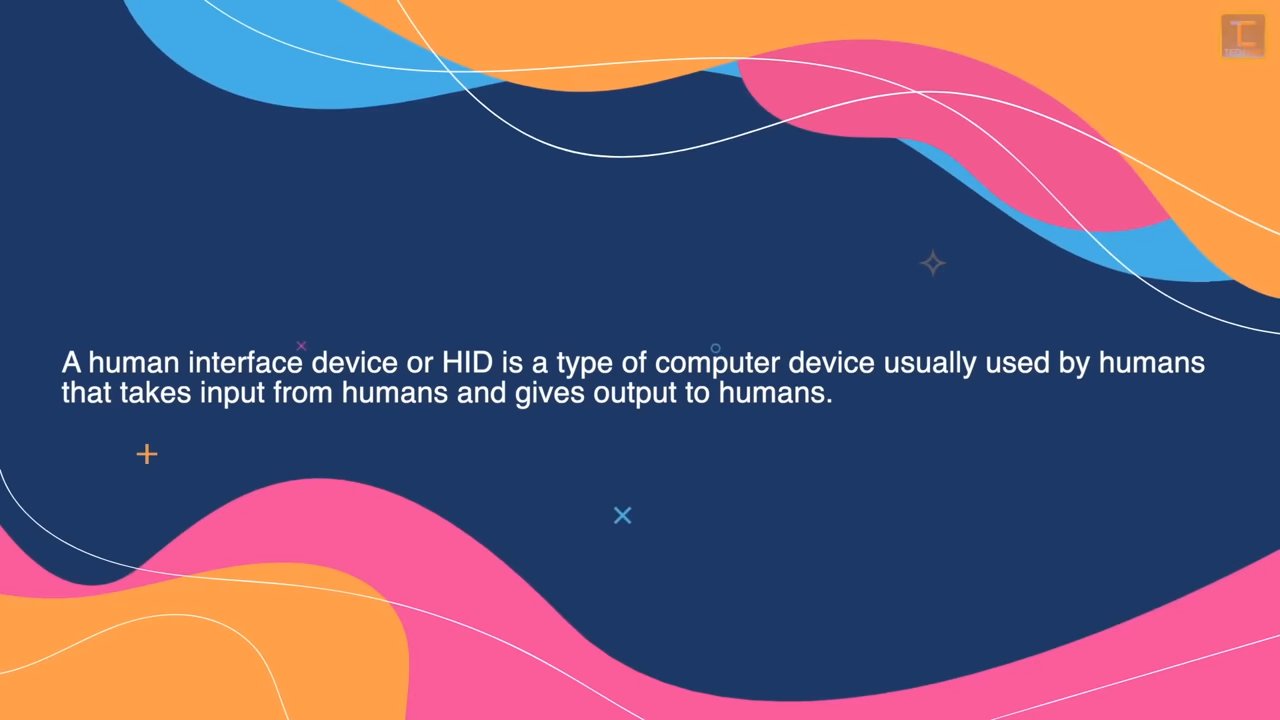 A human interface device or HID is a type of computer device usually used by humans
that takes input from humans and gives output to humans.